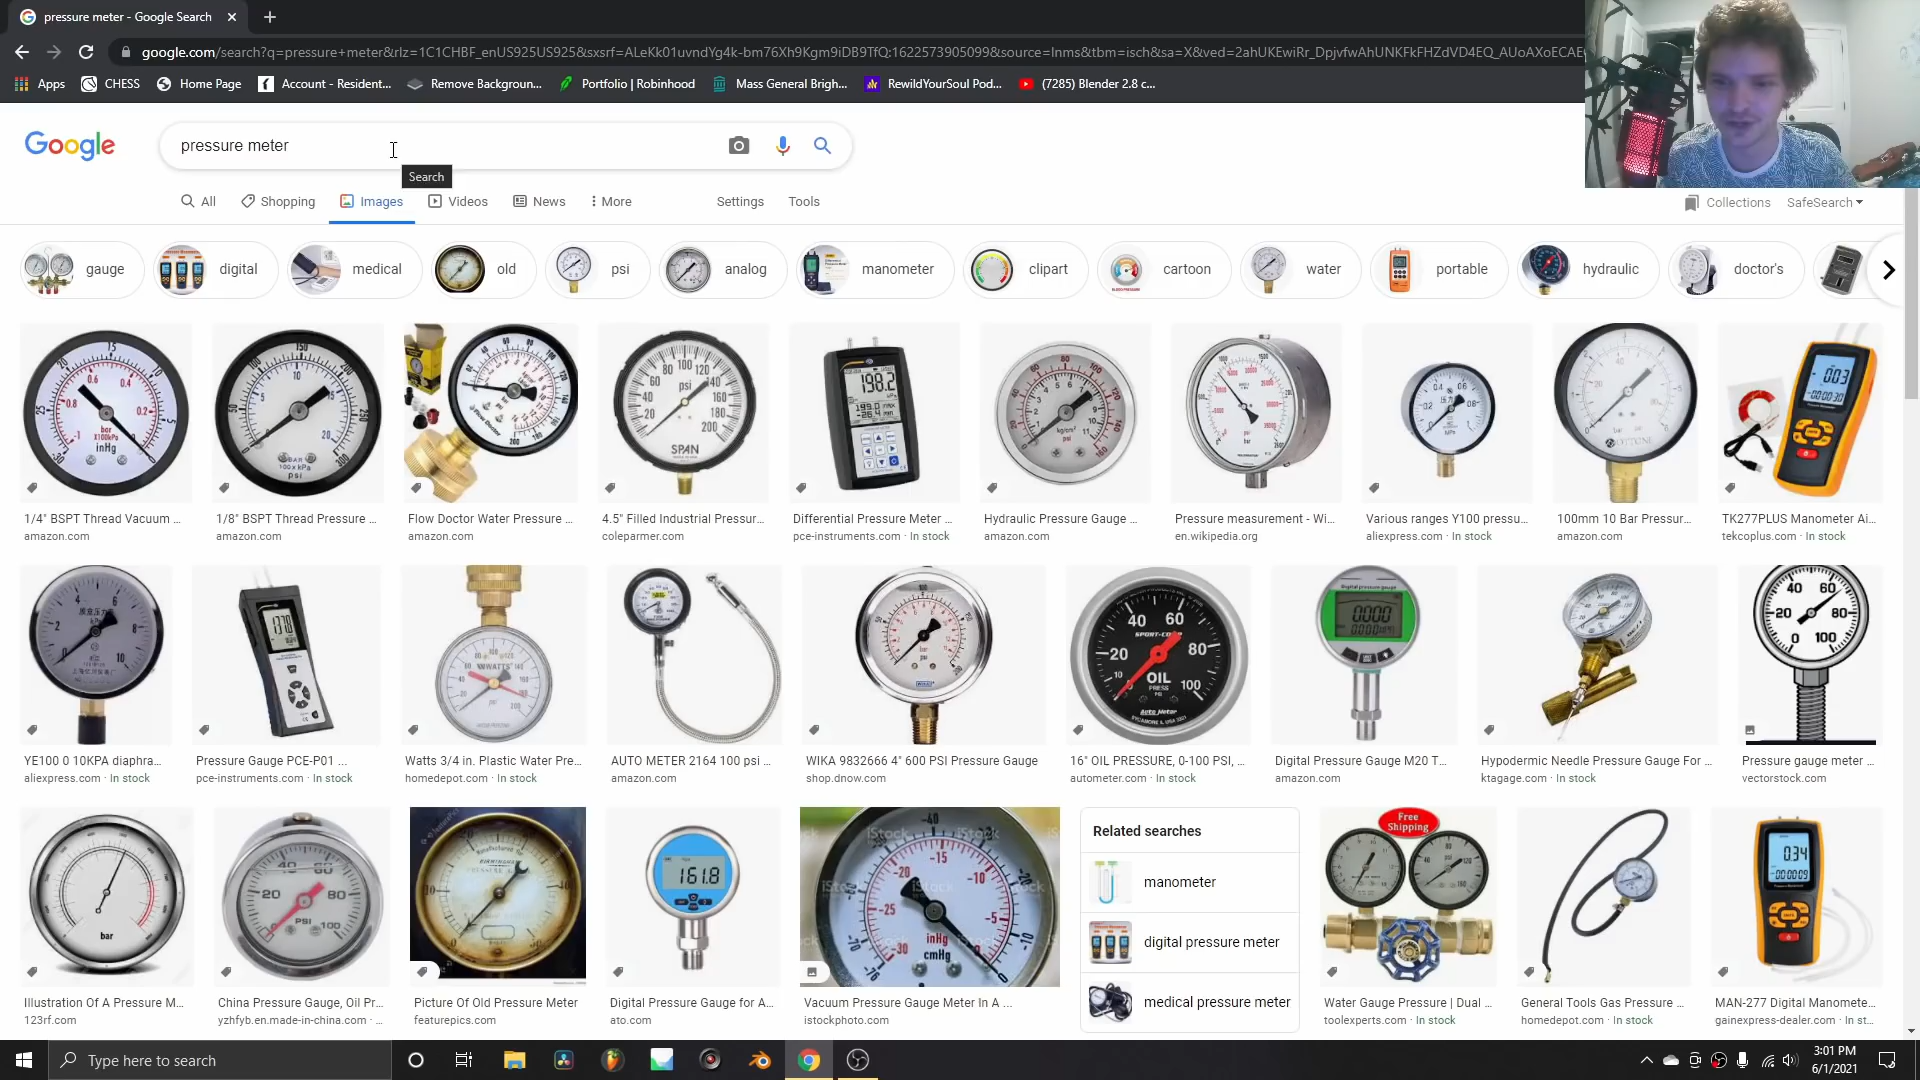 pressure meter - Google Search
google.com/search?q=pressure+meter&rlz=1C1CHBF_enUS925US925&sxsrf=ALeKk01uvndYg4k-bm76Xh9Kgm9iDB9TfQ:1622573905099&source=lnms&tbm=isch&sa=X&ved=2ahUKEwiRr_DpjvfwAhUNKFkFHZdVD4EQ_AUoAXoECAE
Apps CHESS Home Page Account - Resident... Remove Backgroun... Portfolio | Robinhood Mass General Brigh... RewildYourSoul Pod... (7285) Blender 2.8 c...
Google
pressure meter
Search
All Shopping Images Videos News More Settings Tools Collections SafeSearch
gauge digital medical old psi analog manometer clipart cartoon water portable hydraulic doctor's
1/4" BSPT Thread Vacuum ... 1/8" BSPT Thread Pressure ... Flow Doctor Water Pressure ... 4.5" Filled Industrial Pressur... Differential Pressure Meter ... Hydraulic Pressure Gauge ... Pressure measurement - Wi... Various ranges Y100 pressu... 100mm 10 Bar Pressur... TK277PLUS Manometer Ai...
amazon.com amazon.com amazon.com coleparmer.com pce-instruments.com · In stock amazon.com en.wikipedia.org aliexpress.com · In stock amazon.com tekcoplus.com · In stock
YE100 0 10KPA diaphra... Pressure Gauge PCE-P01 ... Watts 3/4 in. Plastic Water Pre... AUTO METER 2164 100 psi ... WIKA 9832666 4" 600 PSI Pressure Gauge 16" OIL PRESSURE, 0-100 PSI, ... Digital Pressure Gauge M20 T... Hypodermic Needle Pressure Gauge For ... Pressure gauge meter ...
aliexpress.com · In stock pce-instruments.com · In stock homedepot.com · In stock amazon.com shop.dnow.com autometer.com · In stock amazon.com ktagage.com · In stock vectorstock.com
Free
Shipping
Related searches
manometer
digital pressure meter
medical pressure meter
Illustration Of A Pressure M... China Pressure Gauge, Oil Pr... Picture Of Old Pressure Meter Digital Pressure Gauge for A... Vacuum Pressure Gauge Meter In A ... Water Gauge Pressure | Dual ... General Tools Gas Pressure ... MAN-277 Digital Manomete...
123rf.com yzhfyb.en.made-in-china.com · ... featurepics.com ato.com istockphoto.com toolexperts.com · In stock homedepot.com · In stock gainexpress-dealer.com · In st...
Type here to search
3:01 PM
6/1/2021